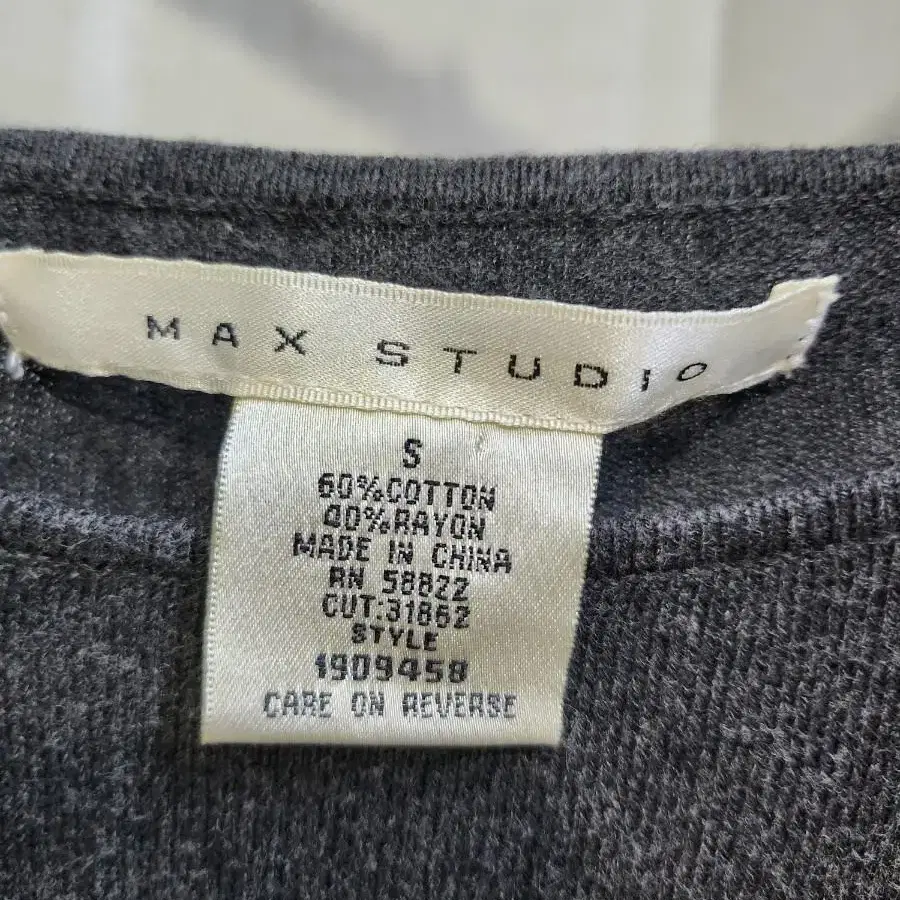 MAX STUDIO
S
60%COTTON
40%RAYON
MADE IN CHINA
RN 58822
CUT:31862
STYLE
1909458
CARE ON REVERSE